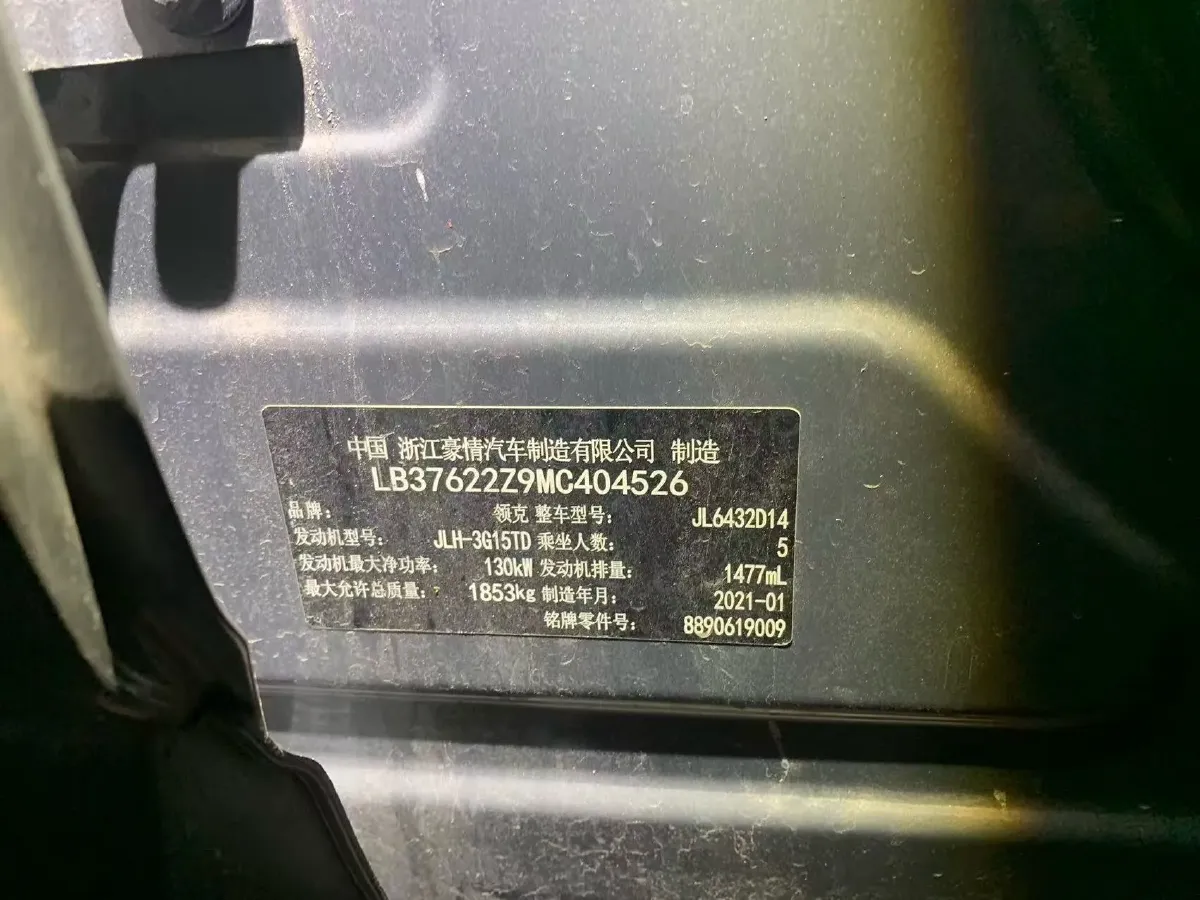 中国 浙江豪情汽车制造有限公司 制造
LB37622Z9MC404526
品牌: 领克 整车型号: JL6432D14
发动机型号: JLH-3G15TD 乘坐人数: 5
发动机最大净功率: 130kW 发动机排量: 1477mL
最大允许总质量: 1853kg 制造年月: 2021-01
铭牌零件号: 8890619009